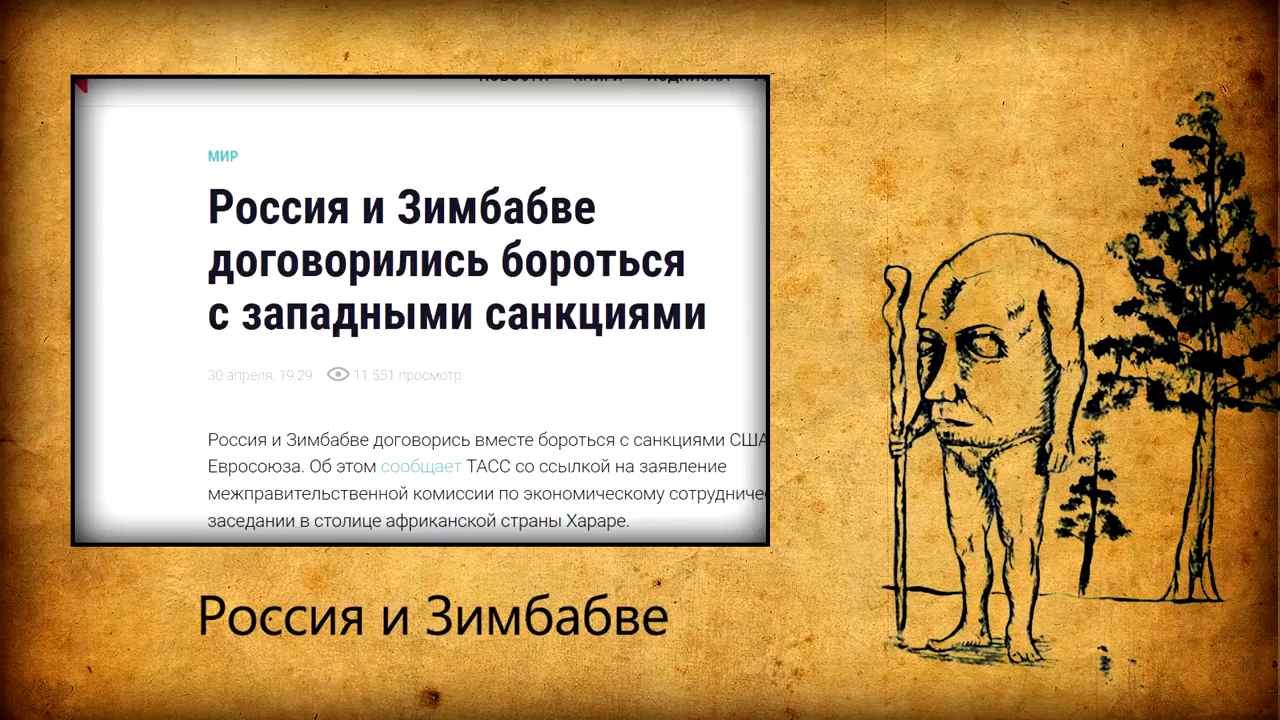 МИР
Россия и Зимбабве
договорились бороться
с западными санкциями
30 апреля, 19:29 11 551 просмотр
Россия и Зимбабве договорись вместе бороться с санкциями США
Евросоюза. Об этом сообщает ТАСС со ссылкой на заявление
межправительственной комиссии по экономическому сотрудниче
заседании в столице африканской страны Хараре.
Россия и Зимбабве